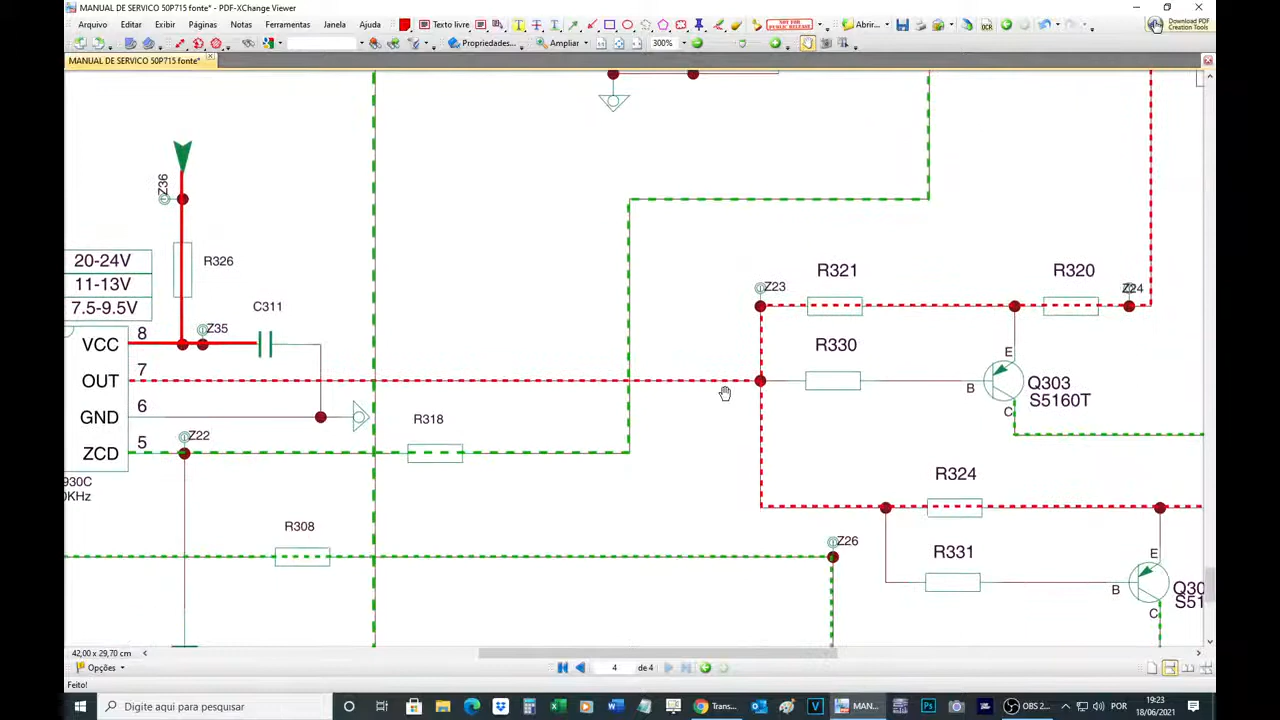 MANUAL DE SERVICO 50P715 fonte* - PDF-XChange Viewer
Arquivo Editar Exibir Páginas Notas Ferramentas Janela Ajuda
Texto livre
Abrir...
Download PDF
Creation Tools
Propriedades...
Ampliar
300%
MANUAL DE SERVICO 50P715 fonte*
Z36
R326
20-24V
11-13V
7.5-9.5V
C311
Z35
VCC
8
OUT
7
GND
6
ZCD
5
Z22
930C
0KHz
R318
R308
Z26
Z23
R321
R320
Z24
R330
E
B
C
Q303
S5160T
R324
R331
E
B
C
Q30
S51
42,00 x 29,70 cm
Opções
4
de 4
Feito!
Digite aqui para pesquisar
Trans...
MAN...
OBS 2...
POR
19:23
18/06/2021